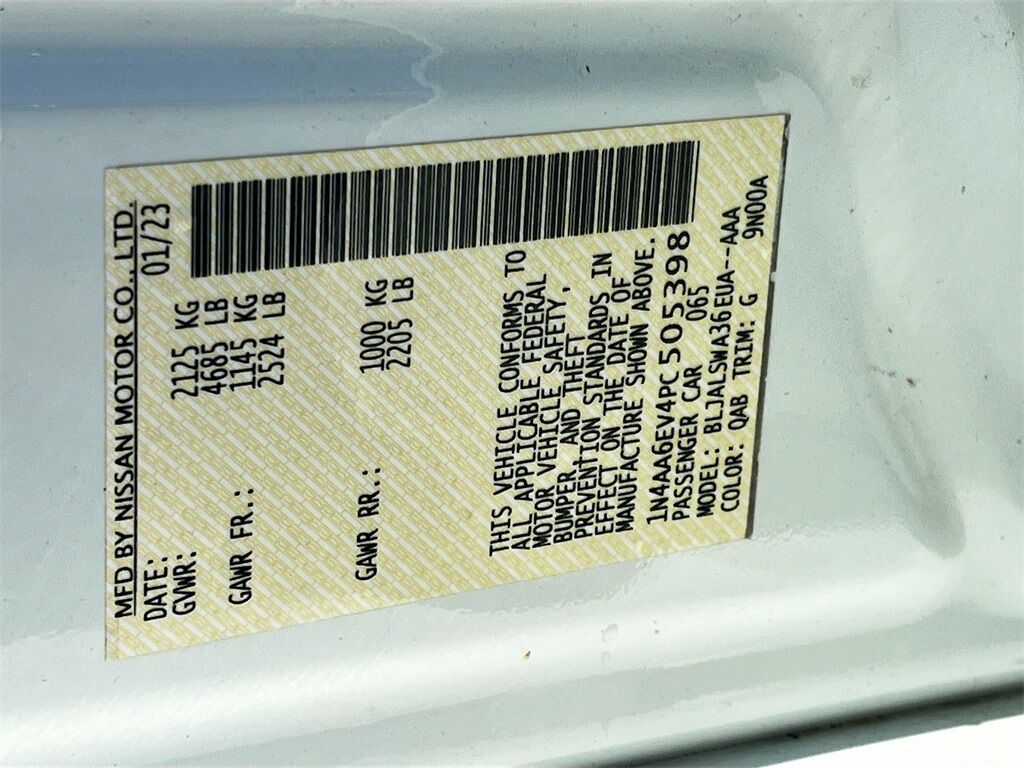 MFD BY NISSAN MOTOR CO., LTD.
DATE: 01/23
GVWR: 2125 KG
4685 LB
GAWR FR.: 1145 KG
2524 LB
GAWR RR.: 1000 KG
2205 LB
THIS VEHICLE CONFORMS TO
ALL APPLICABLE FEDERAL
MOTOR VEHICLE SAFETY,
BUMPER, AND THEFT
PREVENTION STANDARDS IN
EFFECT ON THE DATE OF
MANUFACTURE SHOWN ABOVE.
1N4AA6EV4PC505398
PASSENGER CAR 065
MODEL: BLJALSWA36EUA--AAA
COLOR: QAB TRIM: G 9N00A